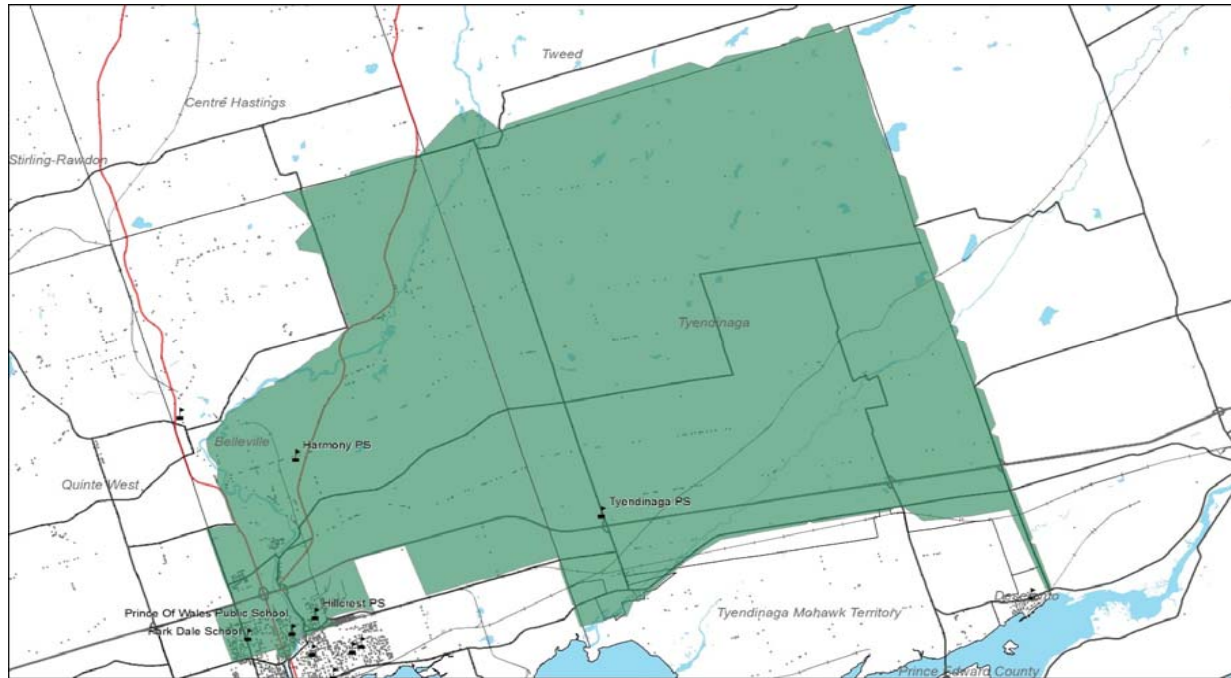 Tweed
Centre Hastings
Stirling-Rawdon
Tyendinaga
Belleville
Harmony PS
Quinte West
Tyendinaga PS
Prince Of Wales Public School
Hillcrest PS
Park Dale School
Deseronto
Tyendinaga Mohawk Territory
Prince Edward County